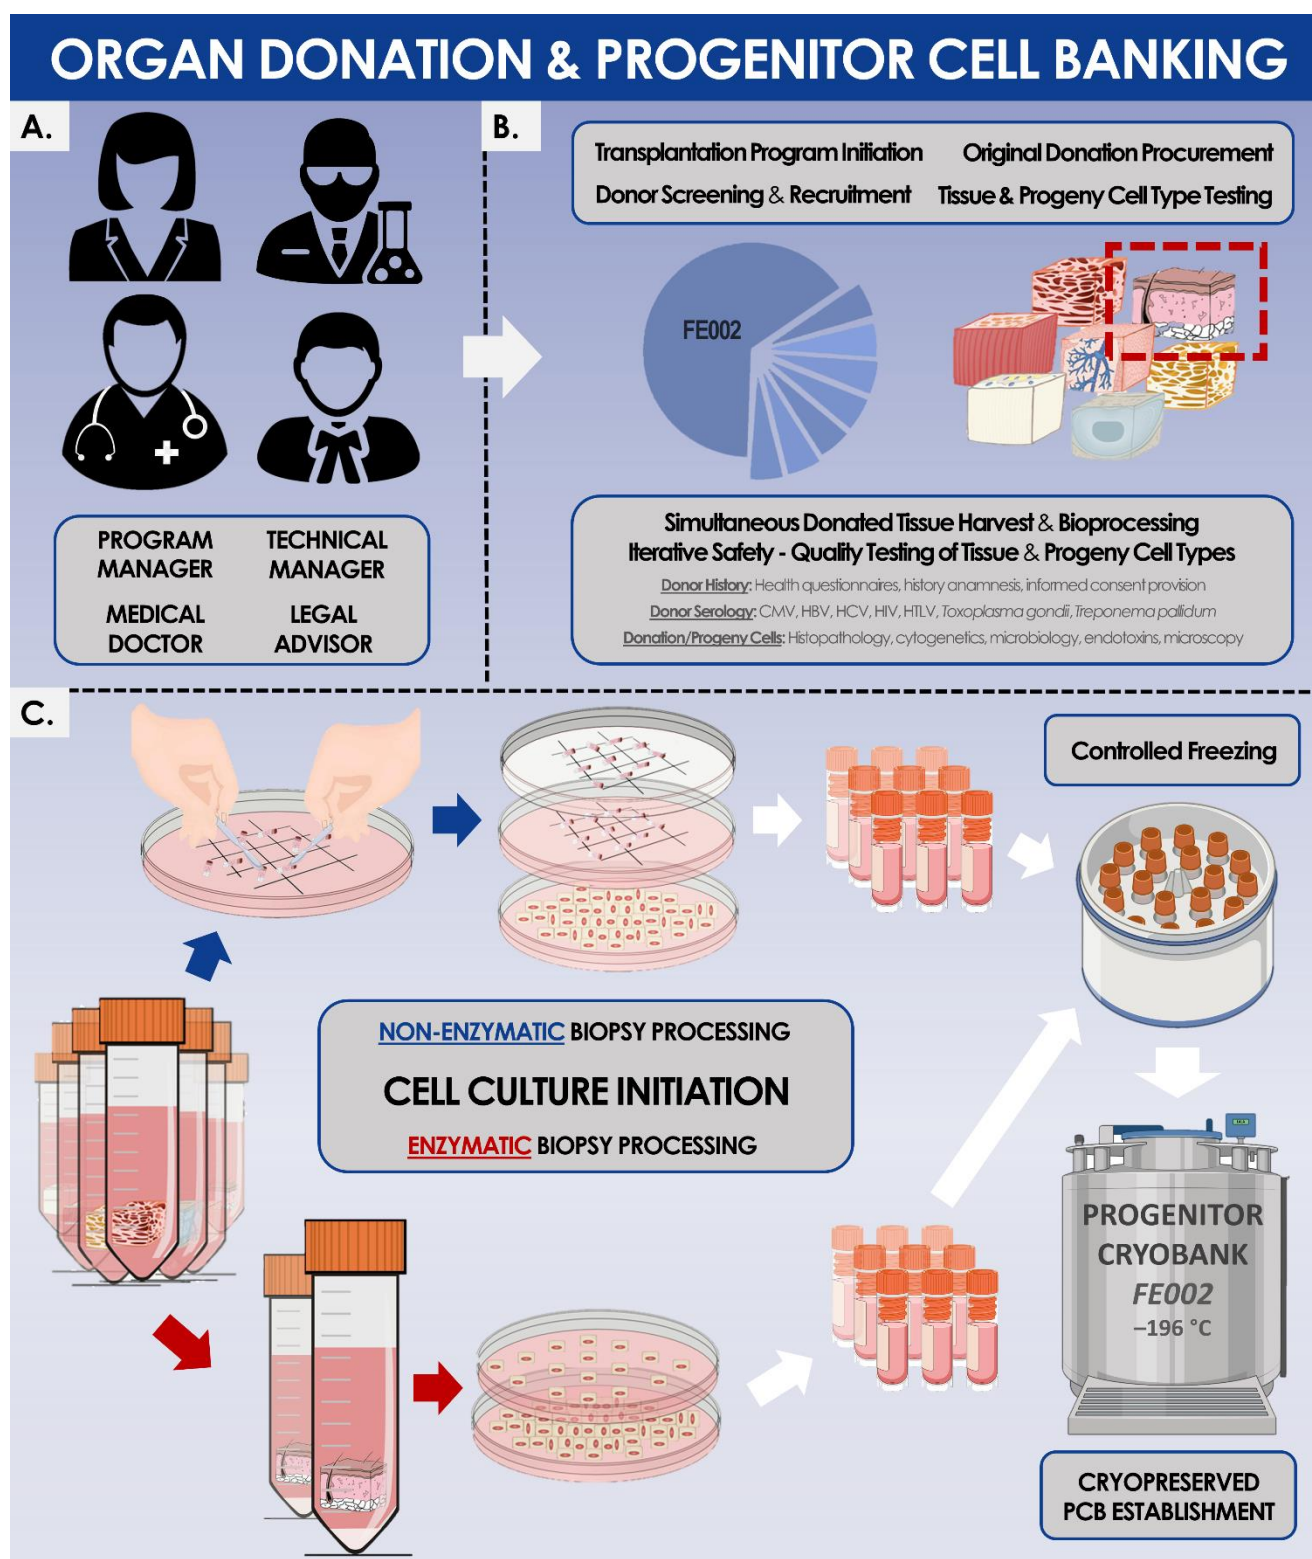 ORGAN DONATION & PROGENITOR CELL BANKING
A.
PROGRAM MANAGER
TECHNICAL MANAGER
MEDICAL DOCTOR
LEGAL ADVISOR
B.
Transplantation Program Initiation
Original Donation Procurement
Donor Screening & Recruitment
Tissue & Progeny Cell Type Testing
FE002
Simultaneous Donated Tissue Harvest & Bioprocessing
Iterative Safety - Quality Testing of Tissue & Progeny Cell Types
Donor History: Health questionnaires, history anamnesis, informed consent provision
Donor Serology: CMV, HBV, HCV, HIV, HTLV, Toxoplasma gondii, Treponema pallidum
Donation/Progeny Cells: Histopathology, cytogenetics, microbiology, endotoxins, microscopy
C.
Controlled Freezing
NON-ENZYMATIC BIOPSY PROCESSING
CELL CULTURE INITIATION
ENZYMATIC BIOPSY PROCESSING
PROGENITOR
CRYOBANK
FE002
–196 °C
CRYOPRESERVED
PCB ESTABLISHMENT